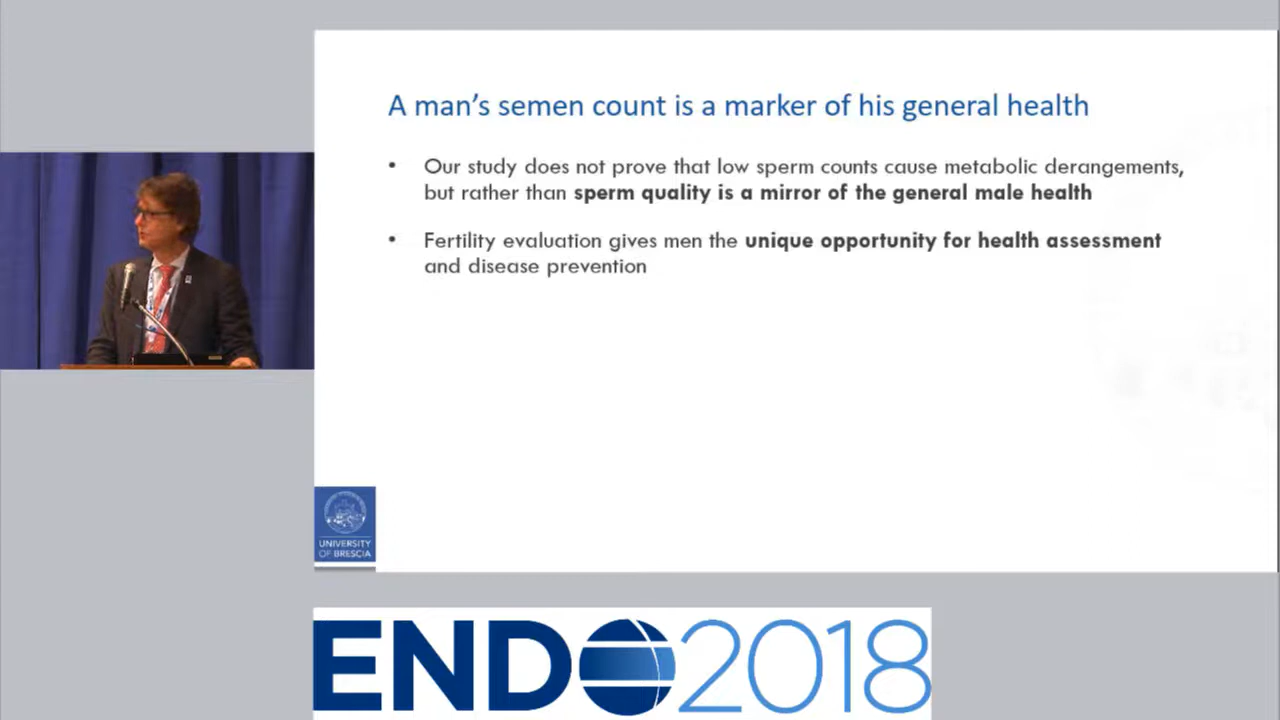 A man's semen count is a marker of his general health
• Our study does not prove that low sperm counts cause metabolic derangements,
but rather than sperm quality is a mirror of the general male health
• Fertility evaluation gives men the unique opportunity for health assessment
and disease prevention
UNIVERSITY
OF BRESCIA
ENDO2018